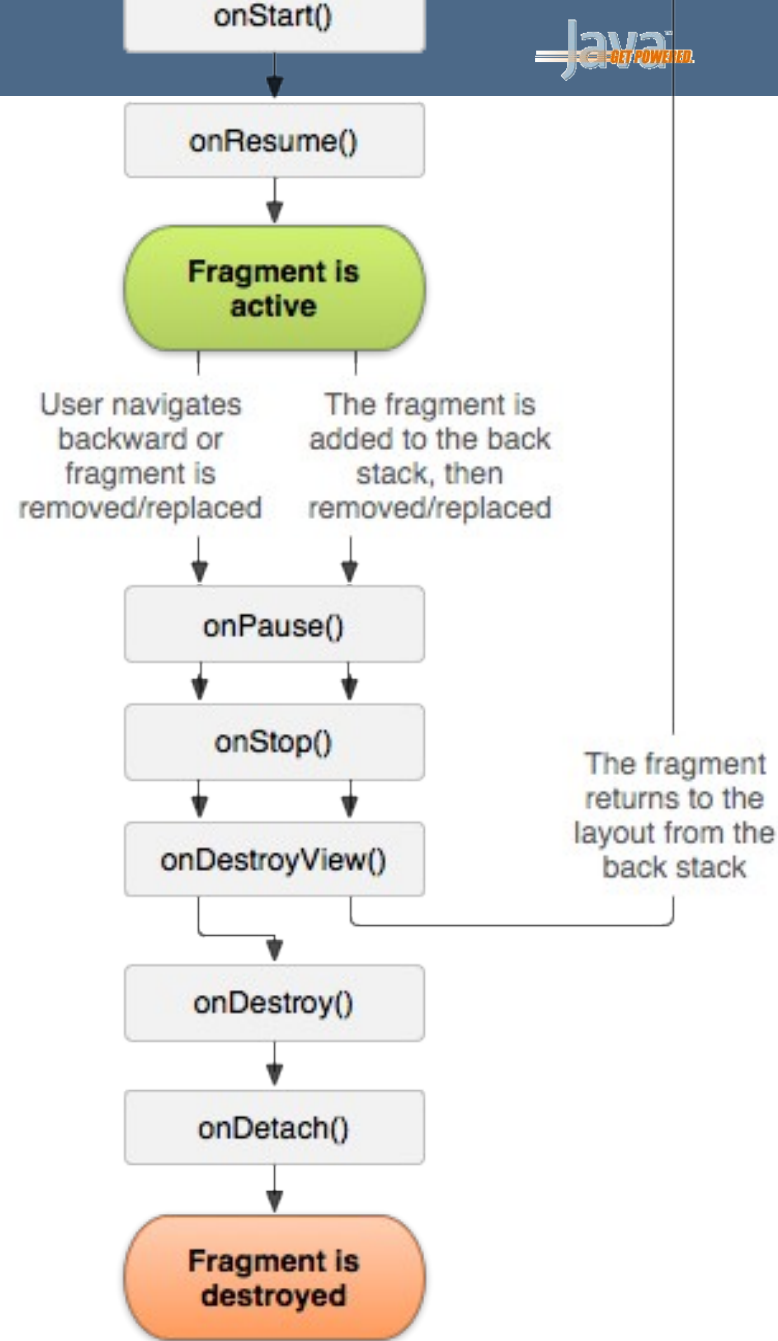 onStart()
Java™
GET POWERED.
onResume()
Fragment is
active
User navigates
backward or
fragment is
removed/replaced
The fragment is
added to the back
stack, then
removed/replaced
onPause()
onStop()
The fragment
returns to the
layout from the
back stack
onDestroyView()
onDestroy()
onDetach()
Fragment is
destroyed